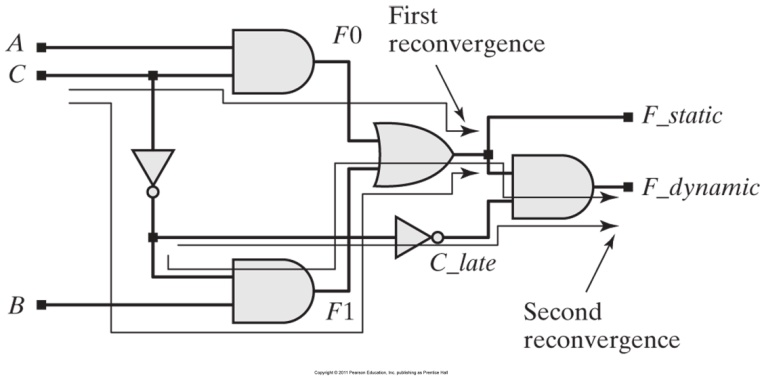 First
reconvergence
A
F0
C
F_static
F_dynamic
C_late
B
F1
Second
reconvergence
Copyright © 2011 Pearson Education, Inc. publishing as Prentice Hall